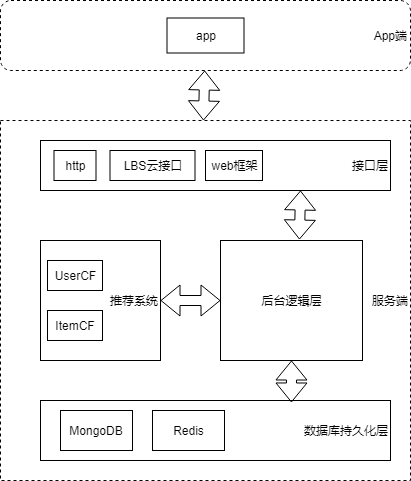 app
App端
http
LBS云接口
web框架
接口层
UserCF
推荐系统
ItemCF
后台逻辑层
服务端
MongoDB
Redis
数据库持久化层